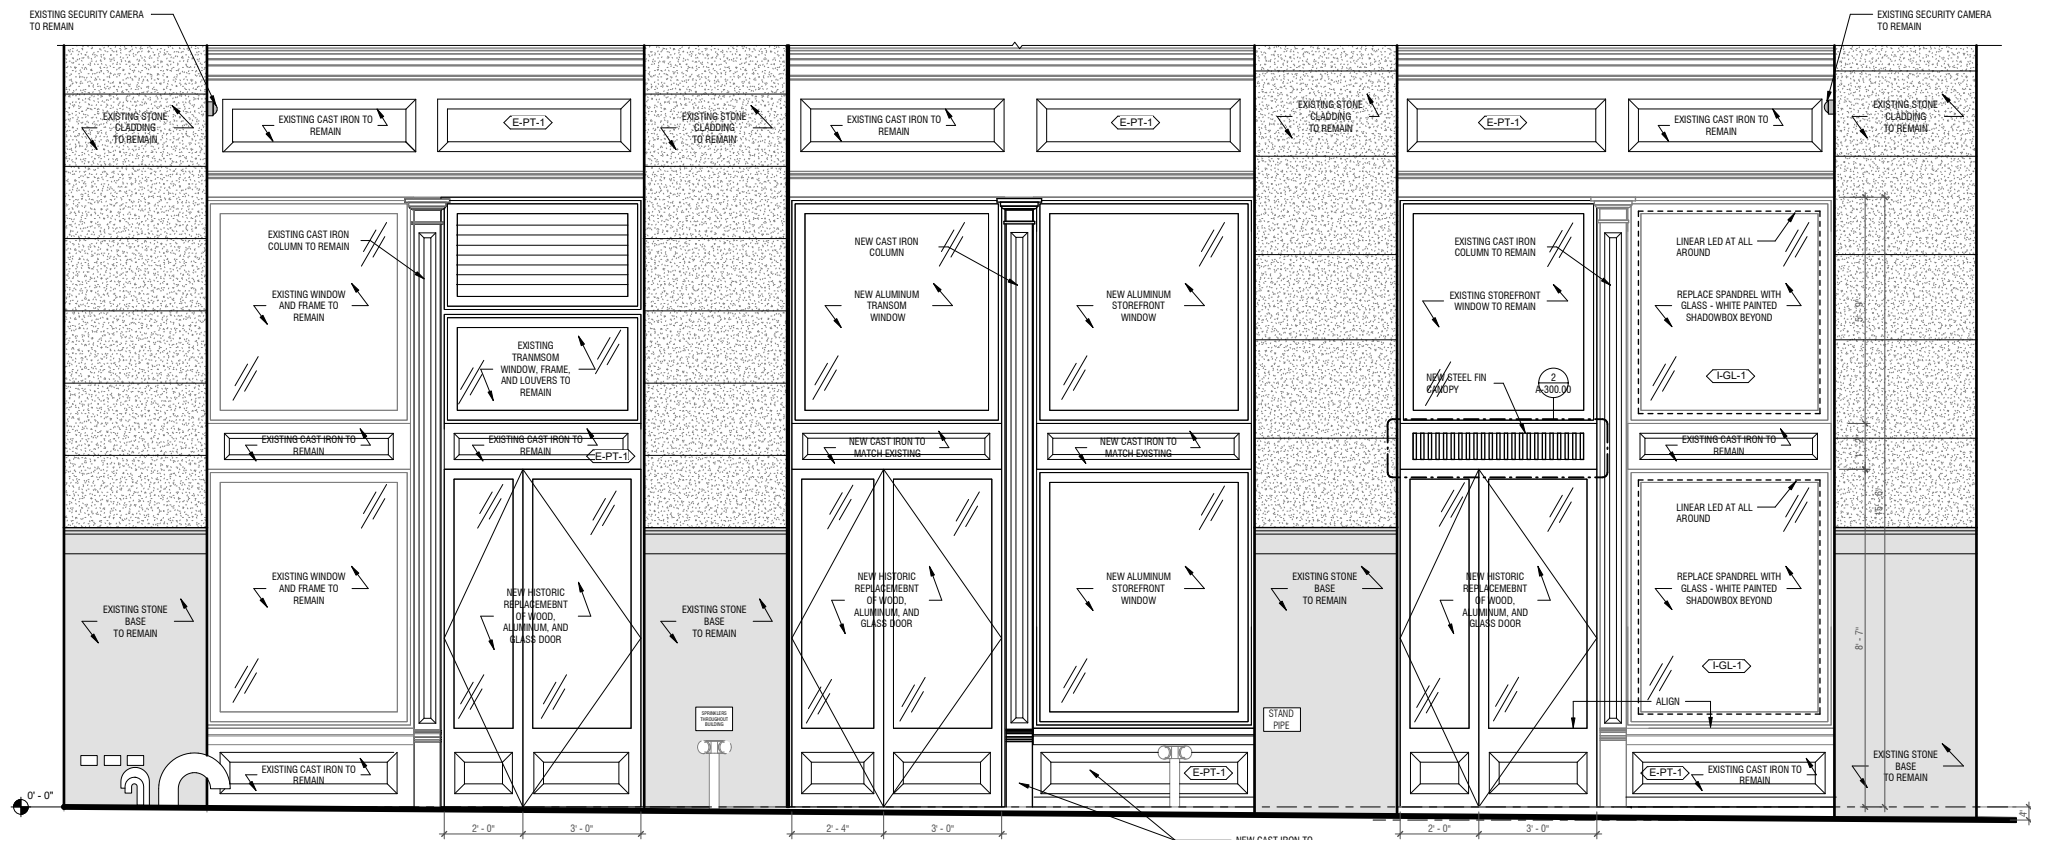 EXISTING SECURITY CAMERA
TO REMAIN
EXISTING SECURITY CAMERA
TO REMAIN
EXISTING STONE
CLADDING
TO REMAIN
EXISTING CAST IRON TO
REMAIN
E-PT-1
EXISTING STONE
CLADDING
TO REMAIN
EXISTING CAST IRON TO
REMAIN
E-PT-1
EXISTING STONE
CLADDING
TO REMAIN
E-PT-1
EXISTING CAST IRON TO
REMAIN
EXISTING STONE
CLADDING
TO REMAIN
EXISTING CAST IRON
COLUMN TO REMAIN
NEW CAST IRON
COLUMN
EXISTING CAST IRON
COLUMN TO REMAIN
LINEAR LED AT ALL
AROUND
EXISTING WINDOW
AND FRAME TO
REMAIN
NEW ALUMINUM
TRANSOM
WINDOW
NEW ALUMINUM
STOREFRONT
WINDOW
EXISTING STOREFRONT
WINDOW TO REMAIN
REPLACE SPANDREL WITH
GLASS - WHITE PAINTED
SHADOWBOX BEYOND
5' - 5"
EXISTING
TRANMSOM
WINDOW, FRAME,
AND LOUVERS TO
REMAIN
NEW STEEL FIN
CANOPY
2
A-300.00
I-GL-1
EXISTING CAST IRON TO
REMAIN
EXISTING CAST IRON TO
REMAIN
E-PT-1
NEW CAST IRON TO
MATCH EXISTING
NEW CAST IRON TO
MATCH EXISTING
EXISTING CAST IRON TO
REMAIN
1' - 2"
LINEAR LED AT ALL
AROUND
EXISTING WINDOW
AND FRAME TO
REMAIN
NEW HISTORIC
REPLACEMEBNT
OF WOOD,
ALUMINUM, AND
GLASS DOOR
NEW HISTORIC
REPLACEMEBNT
OF WOOD,
ALUMINUM, AND
GLASS DOOR
NEW ALUMINUM
STOREFRONT
WINDOW
EXISTING STONE
BASE
TO REMAIN
NEW HISTORIC
REPLACEMEBNT
OF WOOD,
ALUMINUM, AND
GLASS DOOR
REPLACE SPANDREL WITH
GLASS - WHITE PAINTED
SHADOWBOX BEYOND
EXISTING STONE
BASE
TO REMAIN
EXISTING STONE
BASE
TO REMAIN
8' - 7"
I-GL-1
ALIGN
SPRINKLERS
THROUGHOUT
BUILDING
STAND
PIPE
EXISTING CAST IRON TO
REMAIN
E-PT-1
E-PT-1
EXISTING CAST IRON TO
REMAIN
EXISTING STONE
BASE
TO REMAIN
0' - 0"
4"
2' - 0"
3' - 0"
2' - 4"
3' - 0"
2' - 0"
3' - 0"
NEW CAST IRON TO